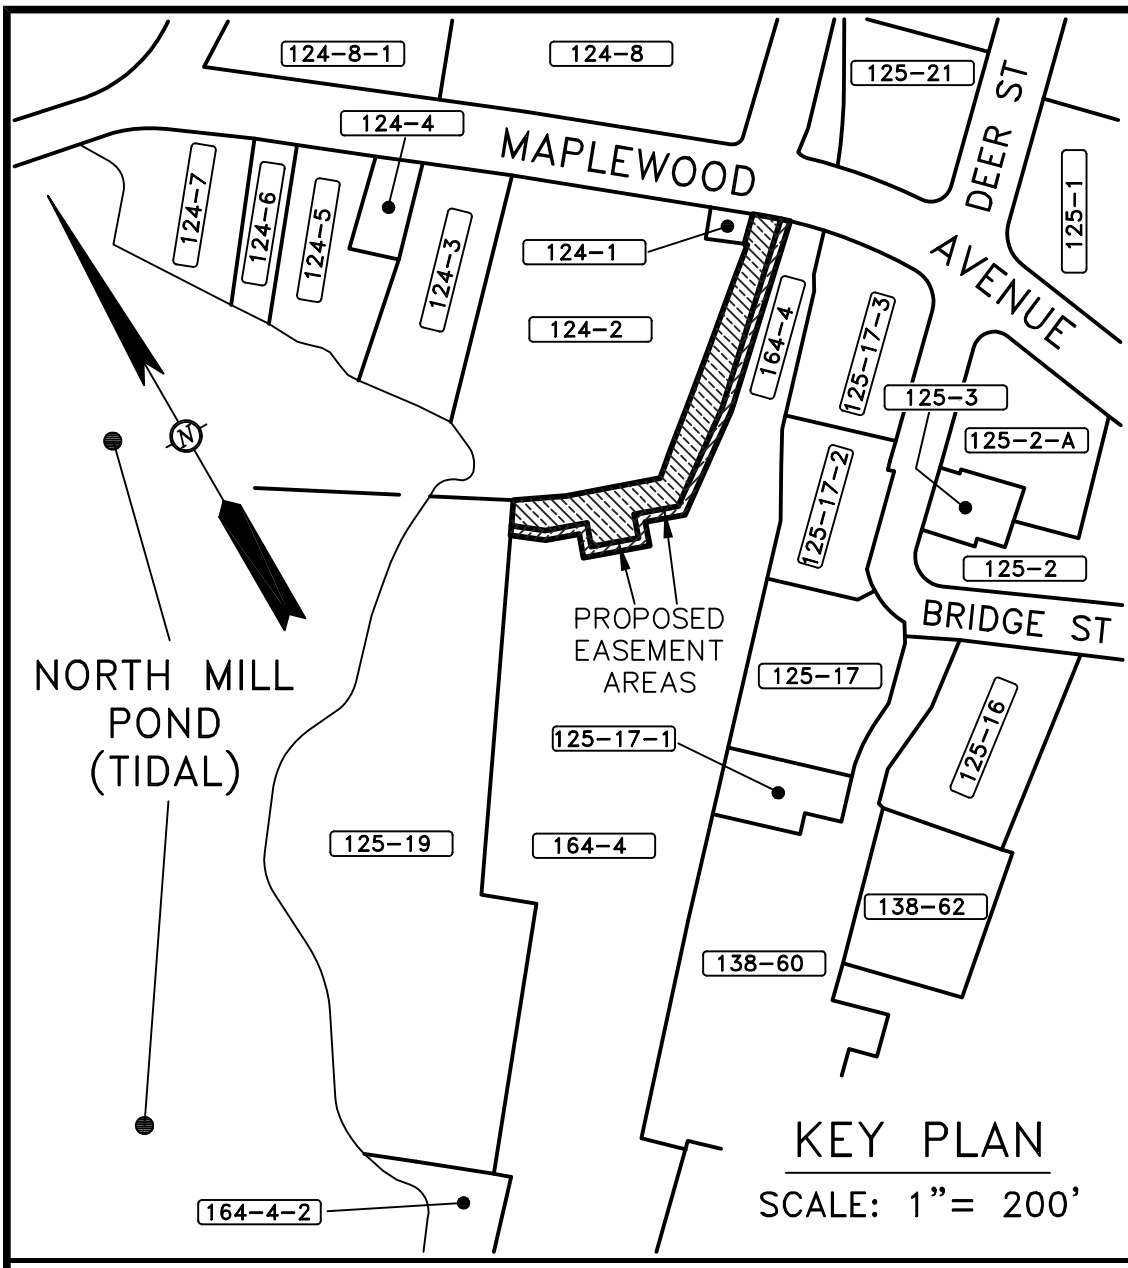 124-8-1
124-8
125-21
DEER ST
124-4
MAPLEWOOD
AVENUE
124-7
124-6
124-5
124-3
124-1
124-2
164-4
125-1
125-17-3
125-3
125-2-A
125-17-2
125-2
N
BRIDGE ST
PROPOSED
EASEMENT
AREAS
NORTH MILL
POND
(TIDAL)
125-17
125-17-1
125-16
125-19
164-4
138-62
138-60
164-4-2
KEY PLAN
SCALE: 1"= 200'